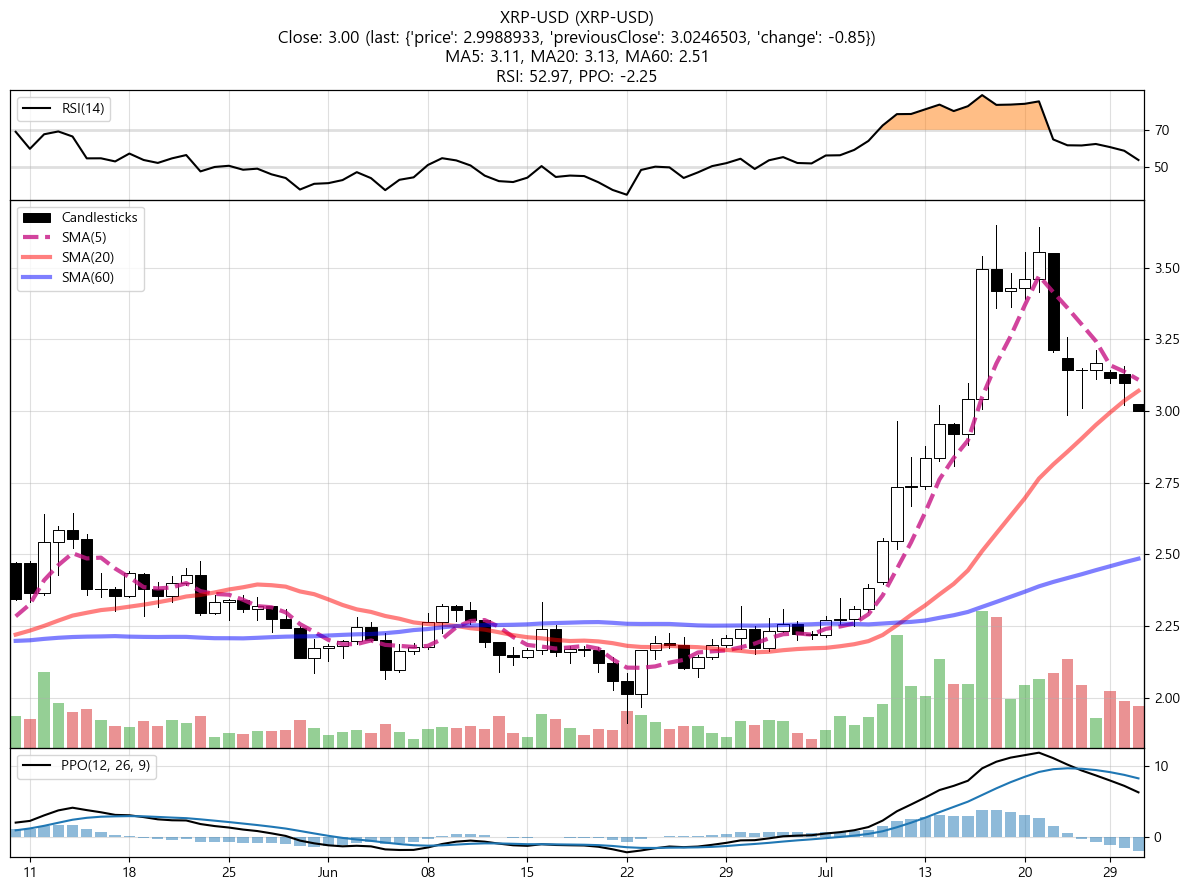 XRP-USD (XRP-USD)
Close: 3.00 (last: {'price': 2.9988933, 'previousClose': 3.0246503, 'change': -0.85})
MA5: 3.11, MA20: 3.13, MA60: 2.51
RSI: 52.97, PPO: -2.25
RSI(14)
70
50
Candlesticks
SMA(5)
SMA(20)
SMA(60)
3.50
3.25
3.00
2.75
2.50
2.25
2.00
PPO(12, 26, 9)
10
0
11 18 25 Jun 08 15 22 29 Jul 13 20 29